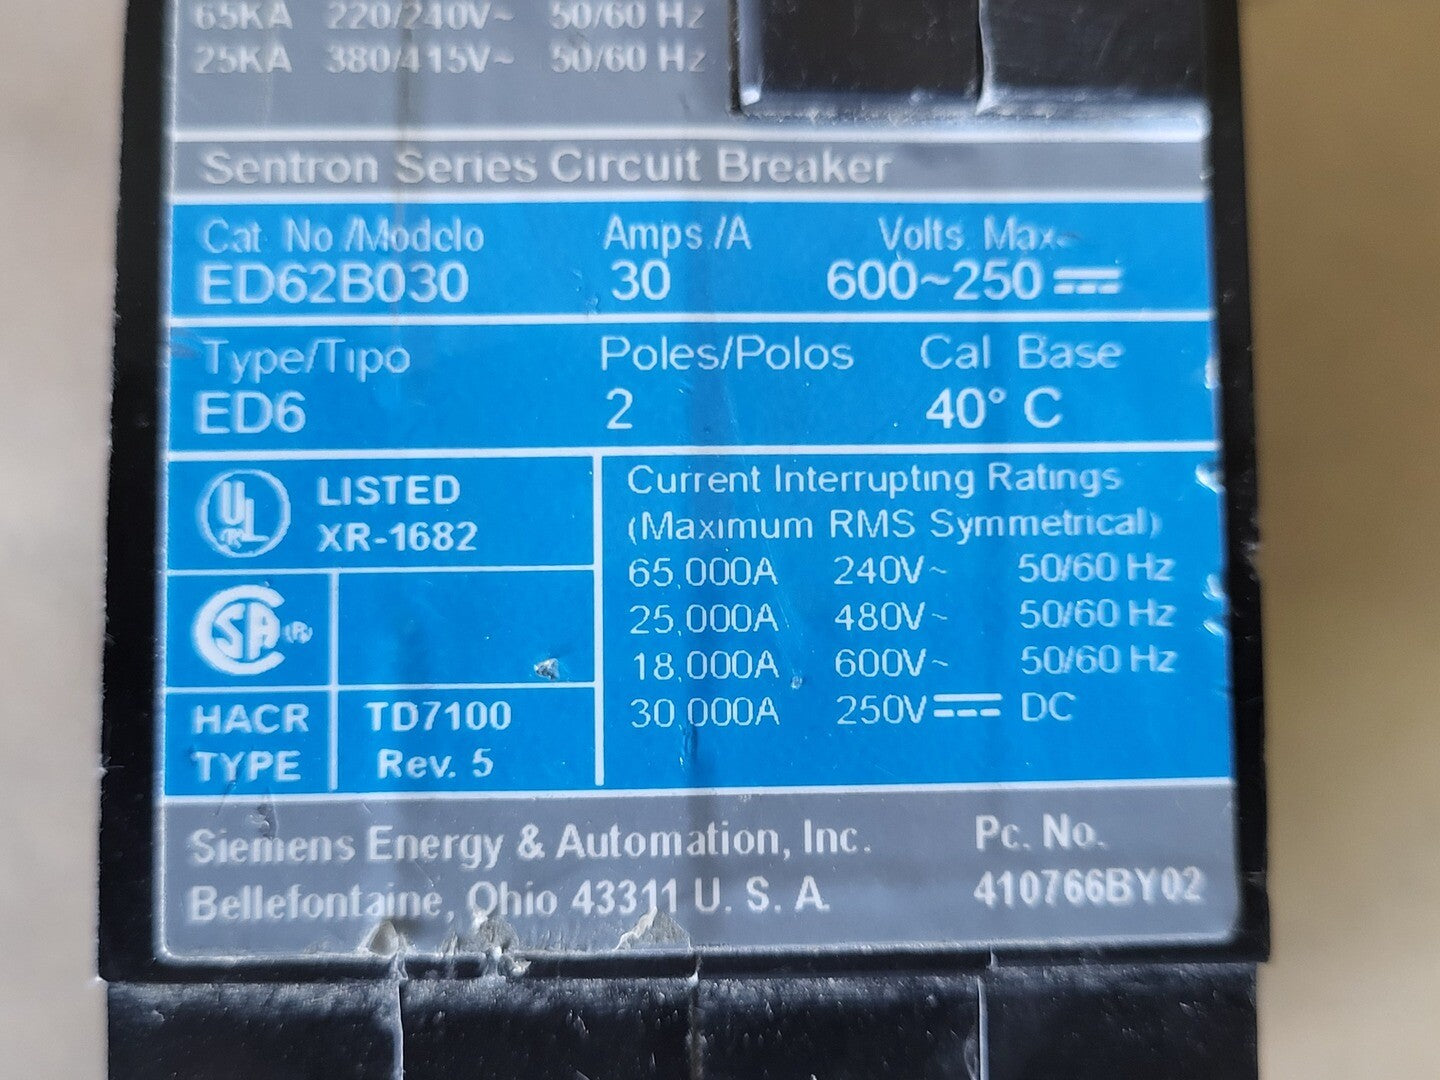 65KA 220/240V~ 50/60 Hz
25KA 380/415V~ 50/60 Hz
Sentron Series Circuit Breaker
Cat No./Modelo Amps./A Volts Max.
ED62B030 30 600~250
Type/Tipo Poles/Polos Cal Base
ED6 2 40° C
UL LISTED
XR-1682
Current Interrupting Ratings
(Maximum RMS Symmetrical)
65,000A 240V~ 50/60 Hz
25,000A 480V~ 50/60 Hz
18,000A 600V~ 50/60 Hz
30,000A 250V DC
CSA
HACR
TYPE
TD7100
Rev. 5
Siemens Energy & Automation, Inc.
Bellefontaine, Ohio 43311 U. S. A.
Pc. No.
410766BY02